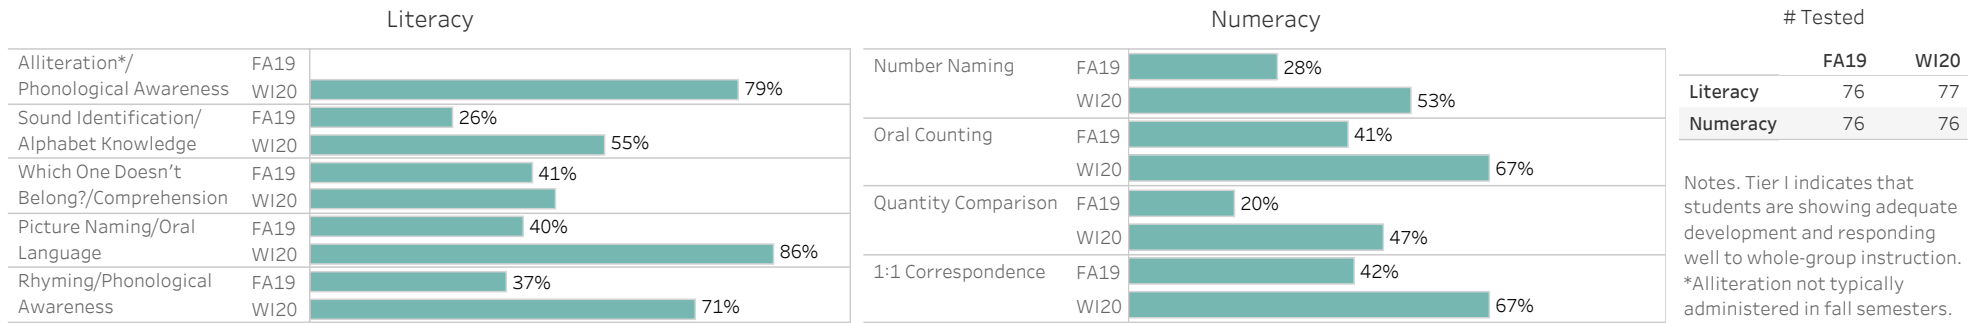 Literacy
Alliteration*/
Phonological Awareness
FA19
WI20
79%
Sound Identification/
Alphabet Knowledge
FA19
26%
WI20
55%
Which One Doesn't
Belong?/Comprehension
FA19
41%
WI20
Picture Naming/Oral
Language
FA19
40%
WI20
86%
Rhyming/Phonological
Awareness
FA19
37%
WI20
71%
Numeracy
Number Naming
FA19
28%
WI20
53%
Oral Counting
FA19
41%
WI20
67%
Quantity Comparison
FA19
20%
WI20
47%
1:1 Correspondence
FA19
42%
WI20
67%
# Tested
FA19 WI20
Literacy 76 77
Numeracy 76 76
Notes. Tier I indicates that
students are showing adequate
development and responding
well to whole-group instruction.
*Alliteration not typically
administered in fall semesters.